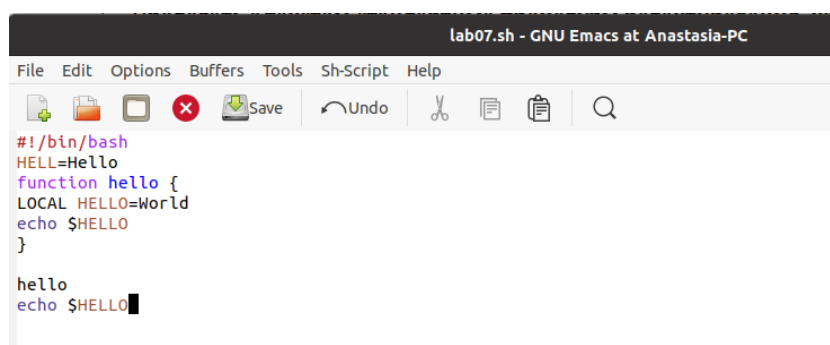 lab07.sh - GNU Emacs at Anastasia-PC
File Edit Options Buffers Tools Sh-Script Help
Save Undo
#!/bin/bash
HELL=Hello
function hello {
LOCAL HELLO=World
echo $HELLO
}
hello
echo $HELLO